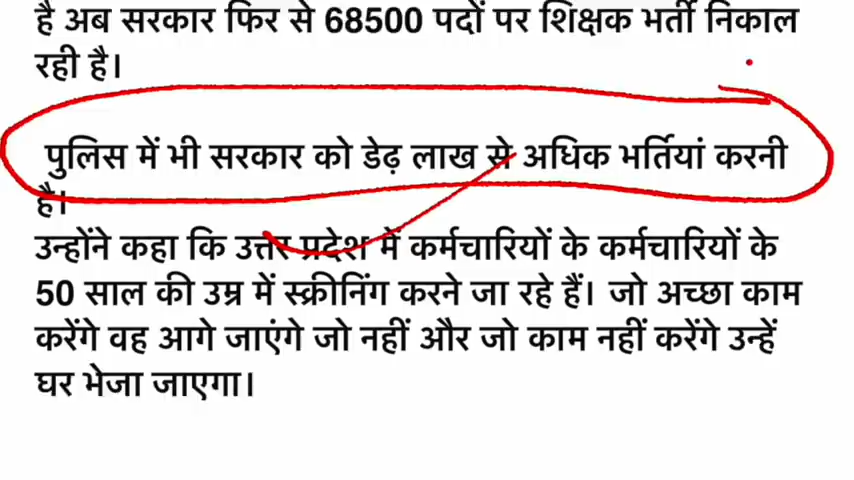 है अब सरकार फिर से 68500 पदों पर शिक्षक भर्ती निकाल
रही है।
पुलिस में भी सरकार को डेढ़ लाख से अधिक भर्तियां करनी
है।
उन्होंने कहा कि उत्तर प्रदेश में कर्मचारियों के कर्मचारियों के
50 साल की उम्र में स्क्रीनिंग करने जा रहे हैं। जो अच्छा काम
करेंगे वह आगे जाएंगे जो नहीं और जो काम नहीं करेंगे उन्हें
घर भेजा जाएगा।